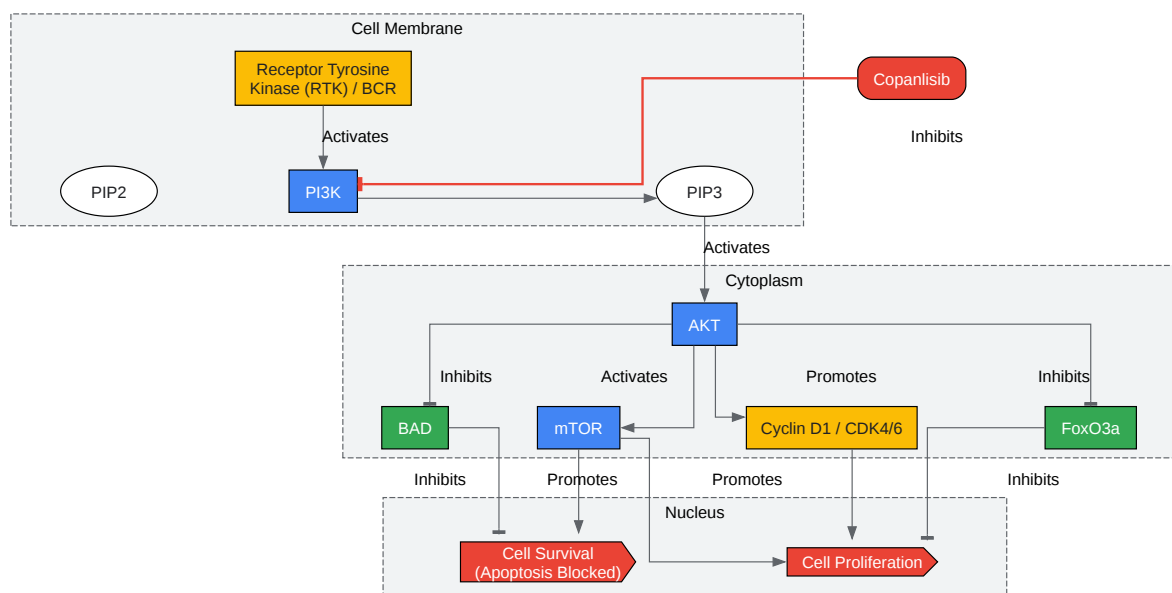 Cell Membrane
Receptor Tyrosine
Kinase (RTK) / BCR
Copanlisib
Activates
Inhibits
PIP2
PI3K
PIP3
Activates
Cytoplasm
AKT
Inhibits
Activates
Promotes
Inhibits
BAD
mTOR
Cyclin D1 / CDK4/6
FoxO3a
Inhibits
Promotes
Promotes
Inhibits
Nucleus
Cell Survival
(Apoptosis Blocked)
Cell Proliferation